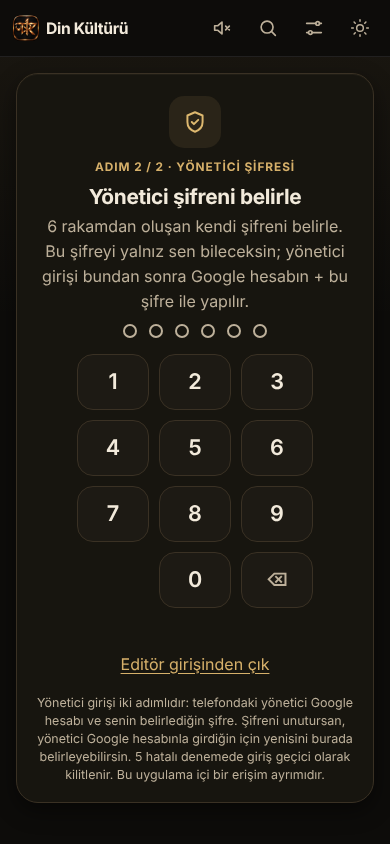 Din Kültürü
ADIM 2 / 2 · YÖNETİCİ ŞİFRESİ
Yönetici şifreni belirle
6 rakamdan oluşan kendi şifreni belirle.
Bu şifreyi yalnız sen bileceksin; yönetici
girişi bundan sonra Google hesabın + bu
şifre ile yapılır.
1 2 3
4 5 6
7 8 9
0
Editör girişinden çık
Yönetici girişi iki adımlıdır: telefondaki yönetici Google
hesabı ve senin belirlediğin şifre. Şifreni unutursan,
yönetici Google hesabınla girdiğin için yenisini burada
belirleyebilirsin. 5 hatalı denemede giriş geçici olarak
kilitlenir. Bu uygulama içi bir erişim ayrımıdır.